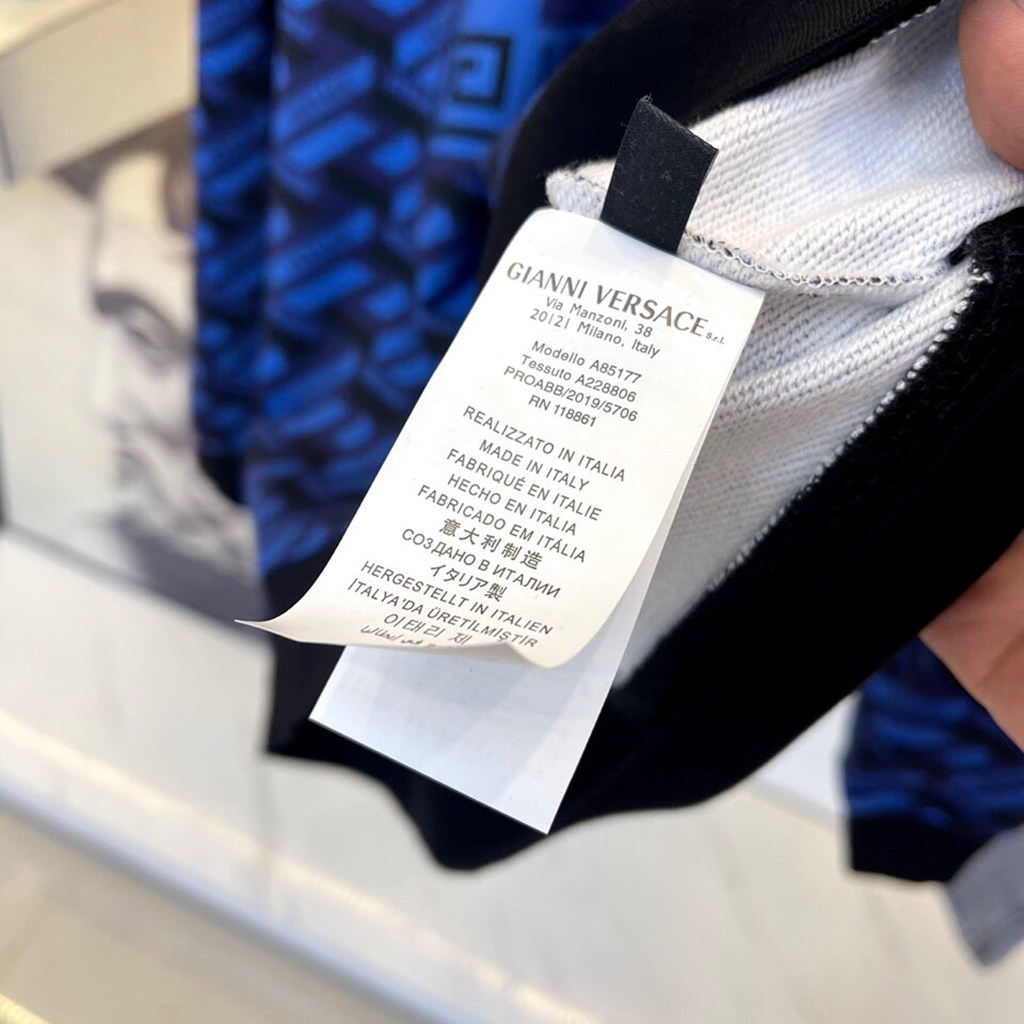 GIANNI VERSACE s.r.l.
Via Manzoni, 38
20121 Milano, Italy
Modello A85177
Tessuto A228806
PROABB/2019/5706
RN 118861
REALIZZATO IN ITALIA
MADE IN ITALY
FABRIQUÉ EN ITALIE
HECHO EN ITALIA
FABRICADO EM ITÁLIA
意大利制造
СОЗДАНО В ИТАЛИИ
イタリア製
HERGESTELLT IN ITALIEN
İTALYA'DA ÜRETİLMİŞTİR
이태리 제